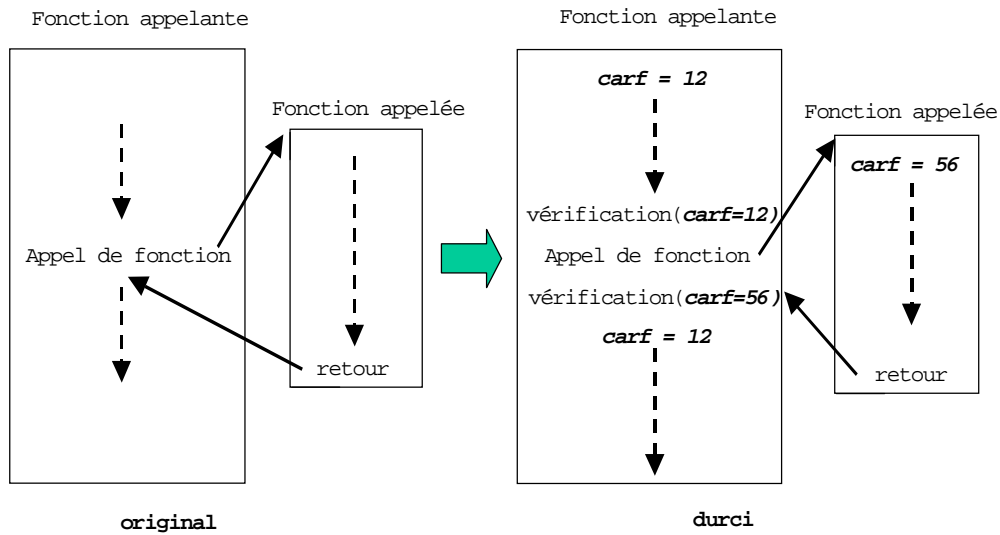 Fonction appelante
Fonction appelée
Appel de fonction
retour
original
Fonction appelante
carf = 12
Fonction appelée
carf = 56
vérification(carf=12)
Appel de fonction
vérification(carf=56)
carf = 12
retour
durci